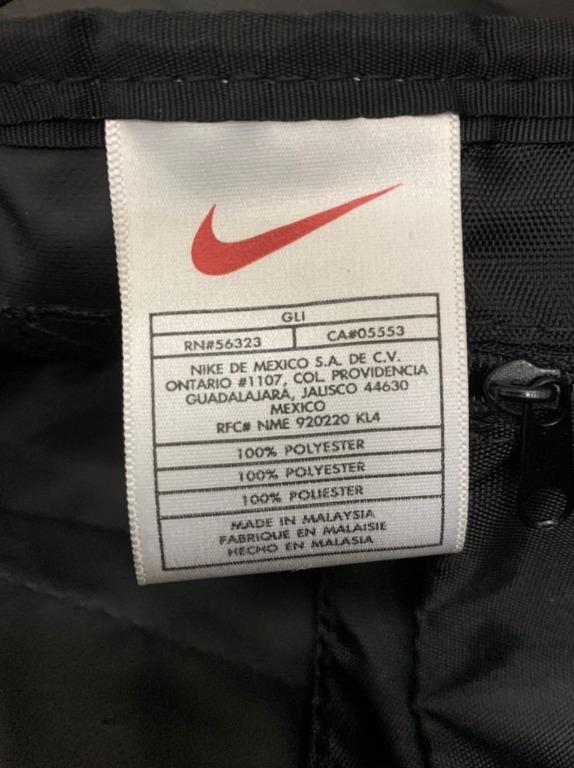 GLI
RN#56323 CA#05553
NIKE DE MEXICO S.A. DE C.V.
ONTARIO #1107, COL. PROVIDENCIA
GUADALAJARA, JALISCO 44630
MEXICO
RFC# NME 920220 KL4
100% POLYESTER
100% POLYESTER
100% POLIESTER
MADE IN MALAYSIA
FABRIQUE EN MALAISIE
HECHO EN MALASIA